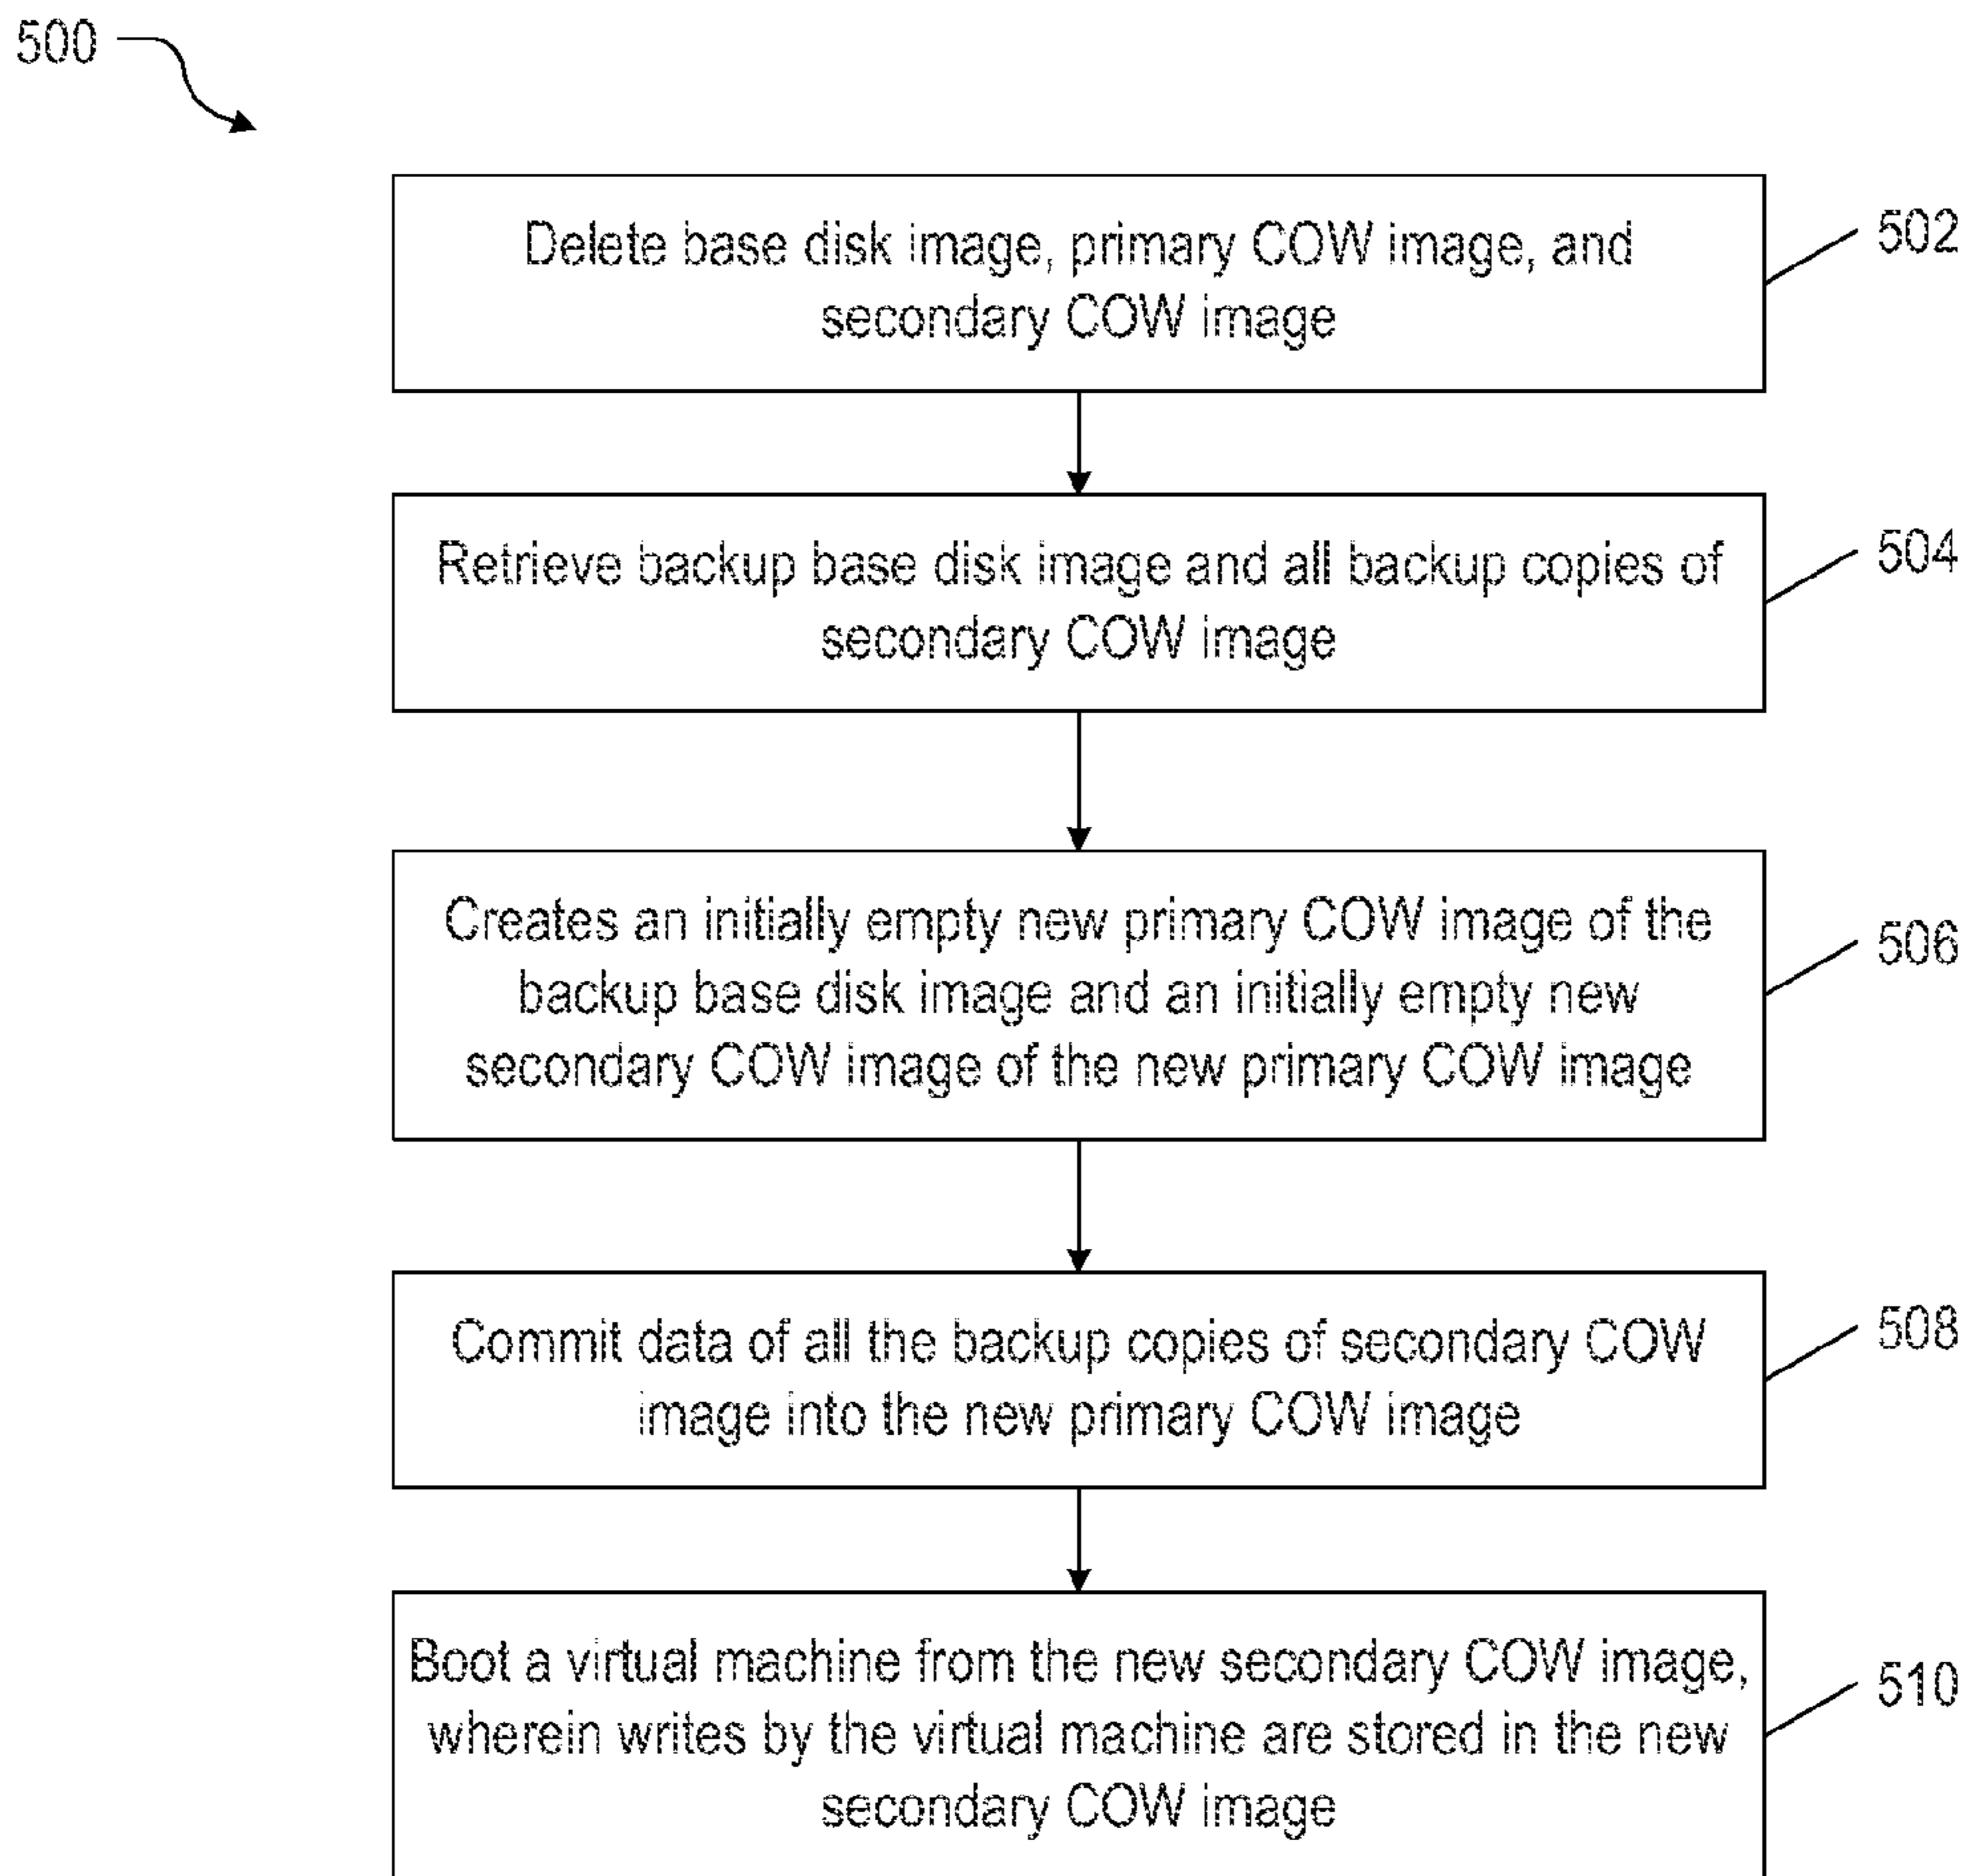 500
Delete base disk image, primary COW image, and
secondary COW image
502
Retrieve backup base disk image and all backup copies of
secondary COW image
504
Creates an initially empty new primary COW image of the
backup base disk image and an initially empty new
secondary COW image of the new primary COW image
506
Commit data of all the backup copies of secondary COW
image into the new primary COW image
508
Boot a virtual machine from the new secondary COW image,
wherein writes by the virtual machine are stored in the new
secondary COW image
510